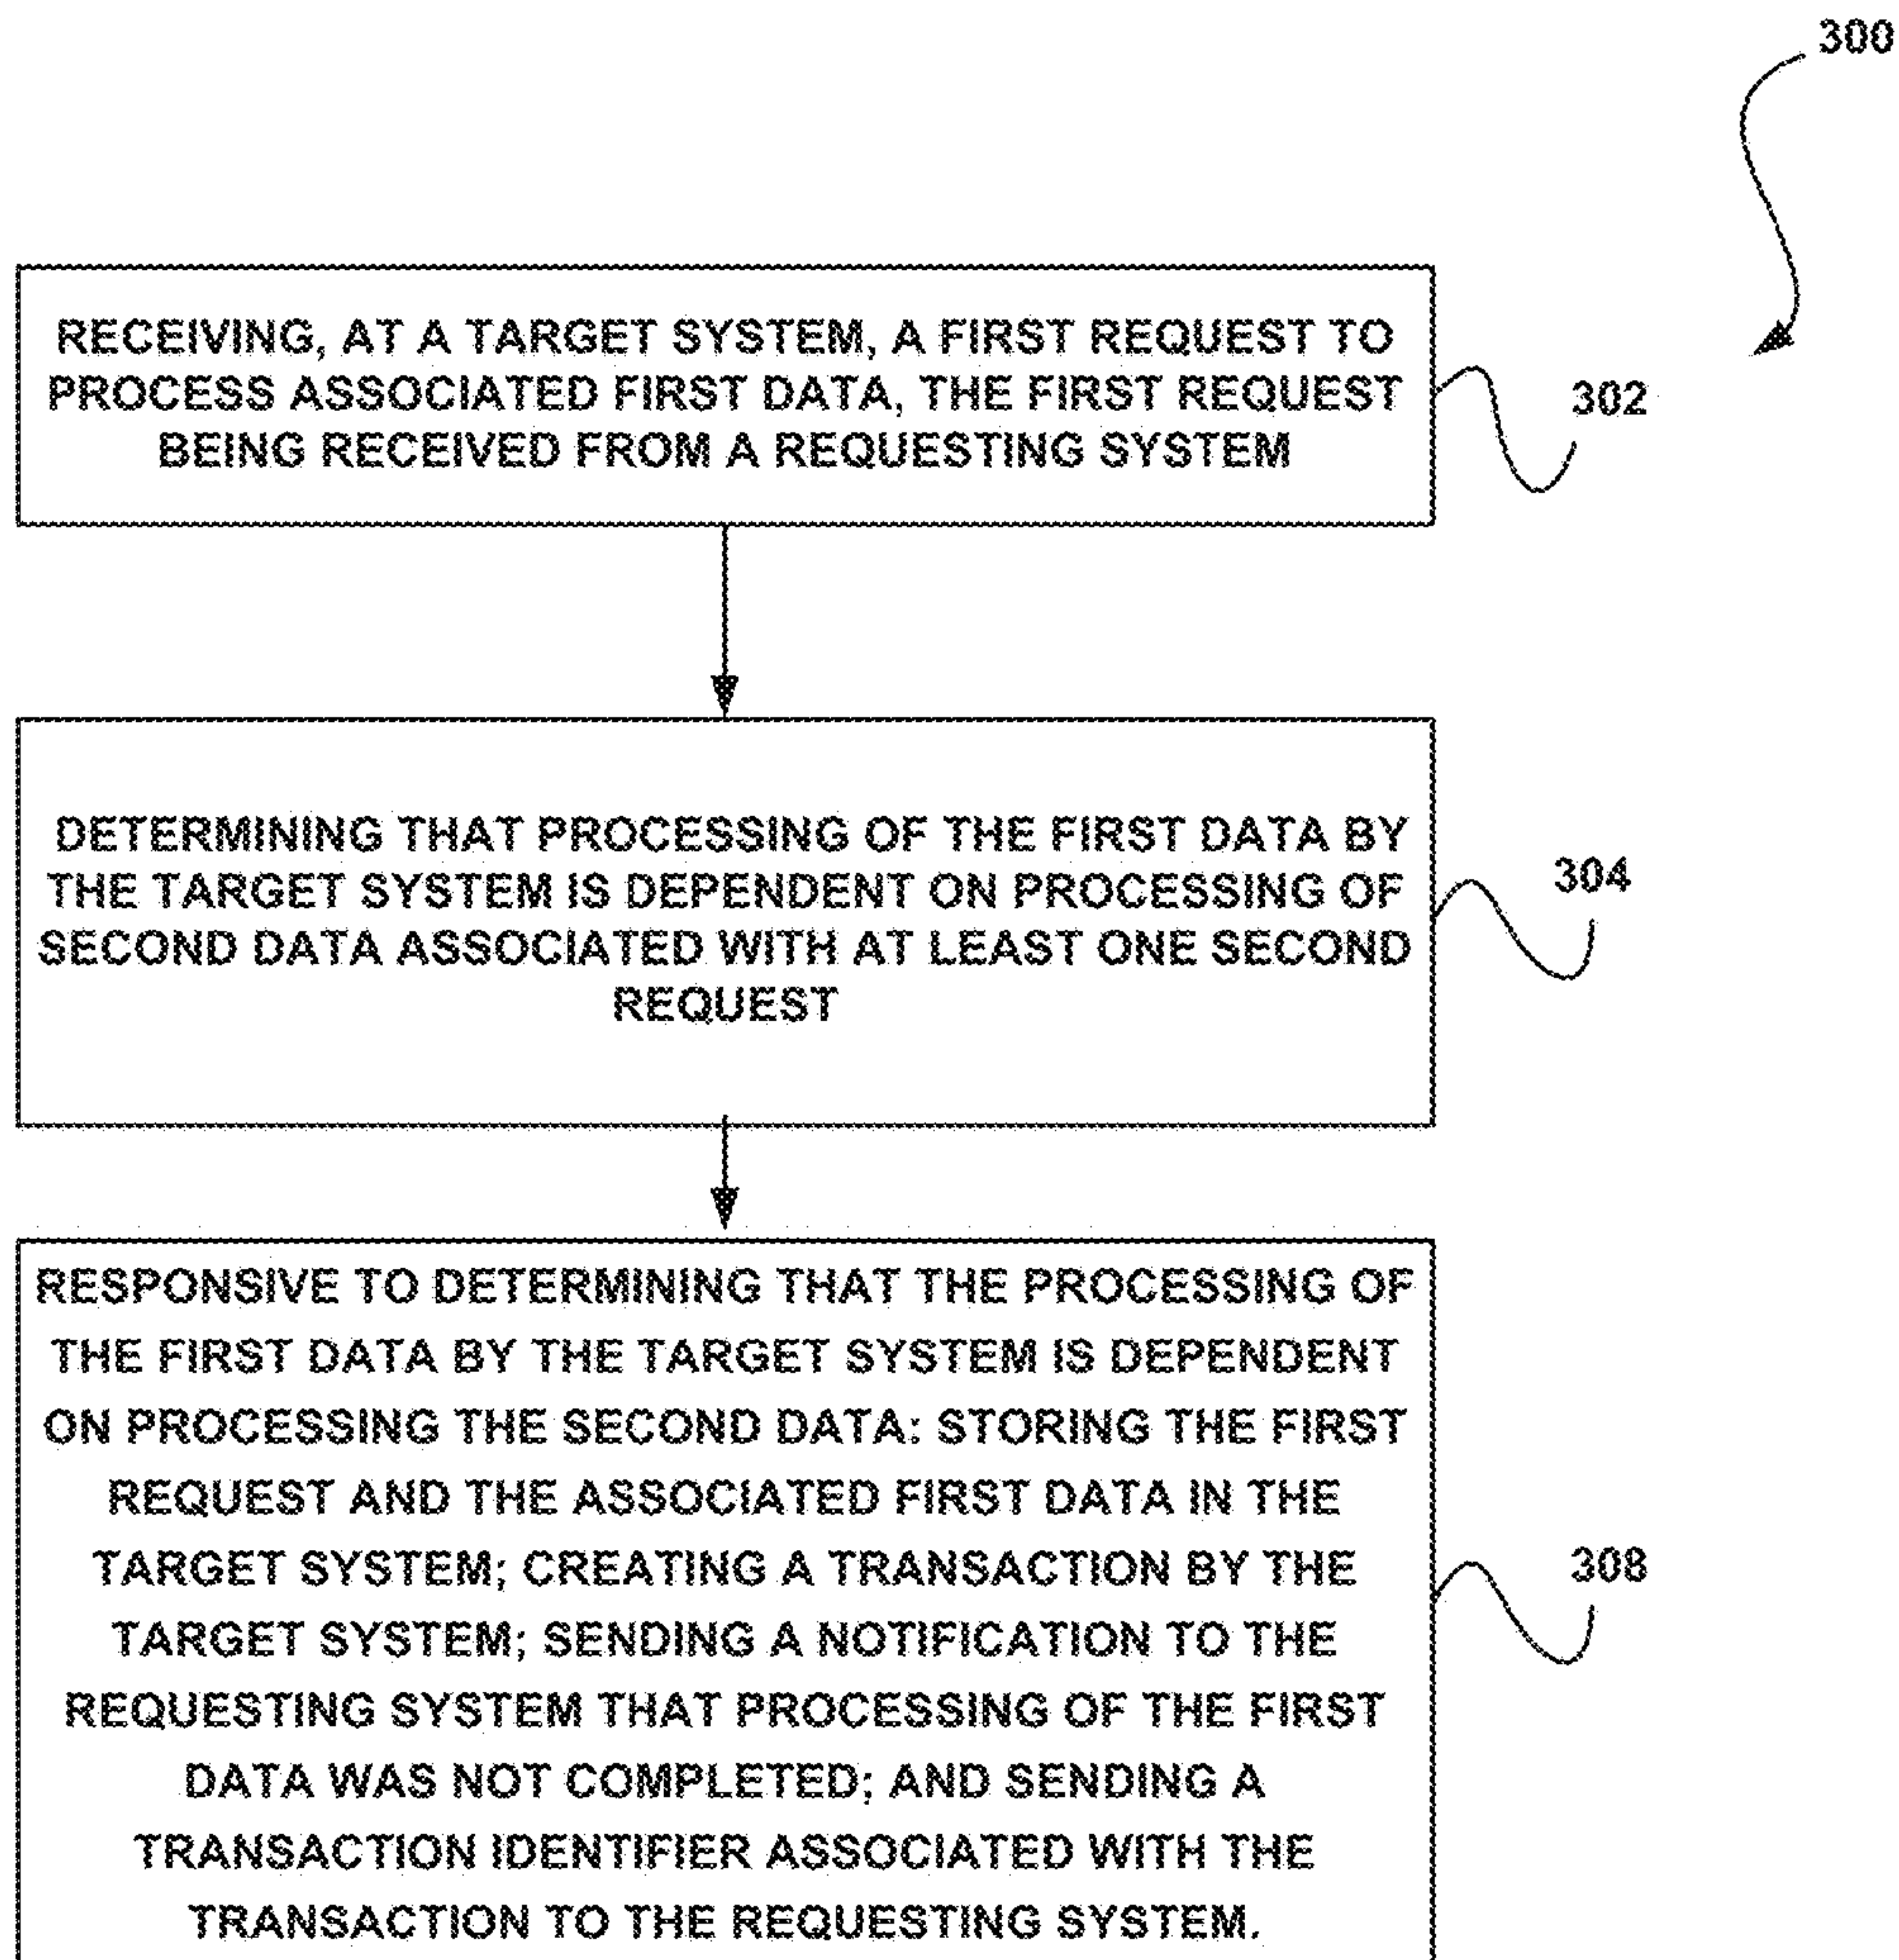 300
RECEIVING, AT A TARGET SYSTEM, A FIRST REQUEST TO
PROCESS ASSOCIATED FIRST DATA, THE FIRST REQUEST
BEING RECEIVED FROM A REQUESTING SYSTEM
302
DETERMINING THAT PROCESSING OF THE FIRST DATA BY
THE TARGET SYSTEM IS DEPENDENT ON PROCESSING OF
SECOND DATA ASSOCIATED WITH AT LEAST ONE SECOND
REQUEST
304
RESPONSIVE TO DETERMINING THAT THE PROCESSING OF
THE FIRST DATA BY THE TARGET SYSTEM IS DEPENDENT
ON PROCESSING THE SECOND DATA: STORING THE FIRST
REQUEST AND THE ASSOCIATED FIRST DATA IN THE
TARGET SYSTEM; CREATING A TRANSACTION BY THE
TARGET SYSTEM; SENDING A NOTIFICATION TO THE
REQUESTING SYSTEM THAT PROCESSING OF THE FIRST
DATA WAS NOT COMPLETED; AND SENDING A
TRANSACTION IDENTIFIER ASSOCIATED WITH THE
TRANSACTION TO THE REQUESTING SYSTEM.
308